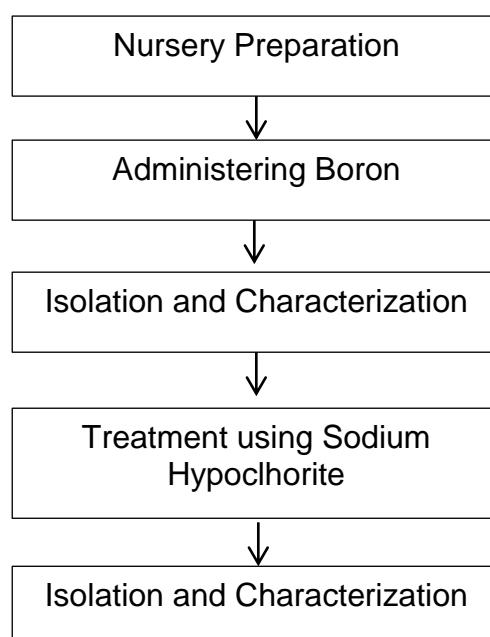 Nursery Preparation
Administering Boron
Isolation and Characterization
Treatment using Sodium
Hypoclhorite
Isolation and Characterization